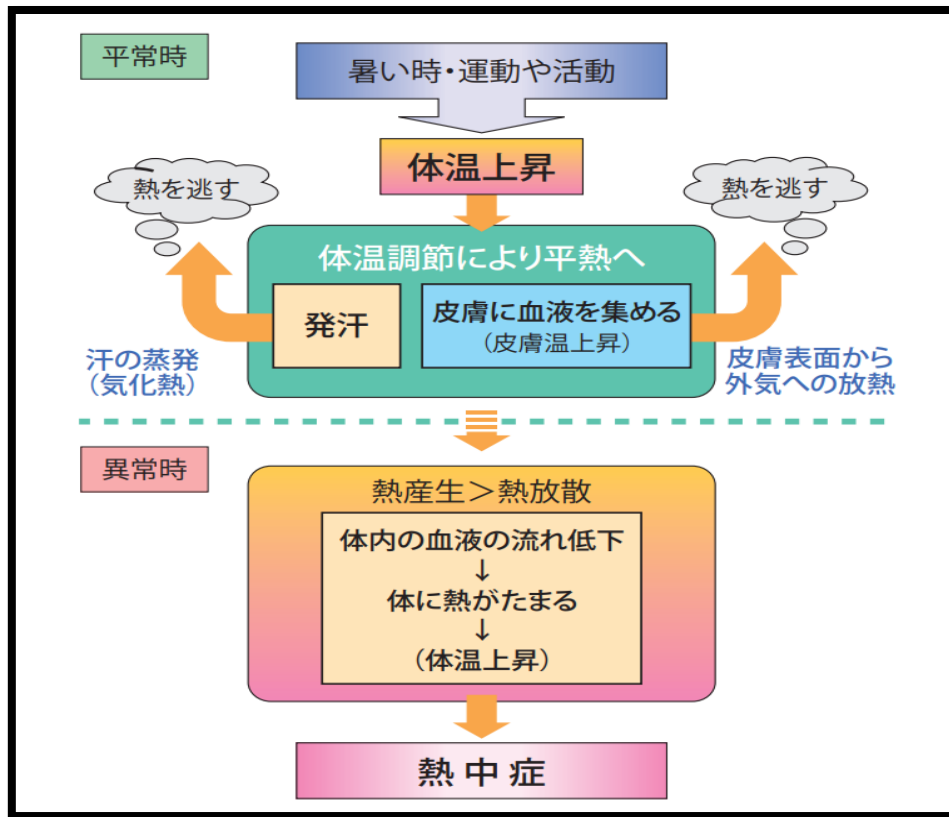 平常時
暑い時・運動や活動
体温上昇
熱を逃す
熱を逃す
体温調節により平熱へ
発汗
皮膚に血液を集める
（皮膚温上昇）
汗の蒸発
（気化熱）
皮膚表面から
外気への放熱
異常時
熱産生＞熱放散
体内の血液の流れ低下
↓
体に熱がたまる
↓
（体温上昇）
熱中症